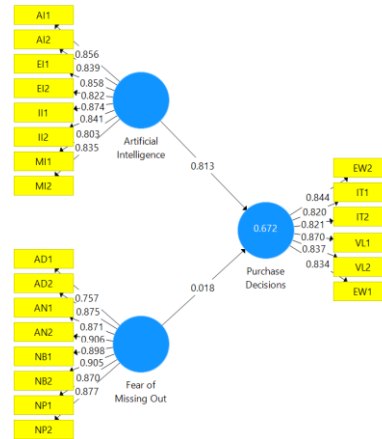 AI1
AI2
EI1
EI2
II1
II2
MI1
MI2
0.856
0.839
0.858
0.822
0.874
0.841
0.803
0.835
Artificial
Intelligence
0.813
AD1
AD2
AN1
AN2
NB1
NB2
NP1
NP2
0.757
0.875
0.871
0.906
0.898
0.905
0.870
0.877
Fear of
Missing Out
0.018
0.672
Purchase
Decisions
0.844
0.820
0.821
0.870
0.837
0.834
EW2
IT1
IT2
VL1
VL2
EW1